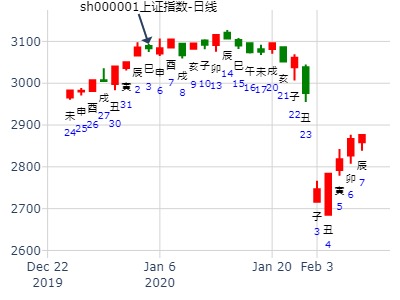 sh000001上证指数-日线
3100
3000
2900
2800
2700
2600
未 申 酉 戌 丑 寅 辰 巳 申 酉 戌 亥 子 卯 辰 巳 午 未 戌 亥 子 丑 子 丑 寅 卯 辰
24 25 26 27 30 31 2 3 6 7 8 9 10 13 14 15 16 17 20 21 22 23 3 4 5 6 7
Dec 22 Jan 6 Jan 20 Feb 3
2019 2020